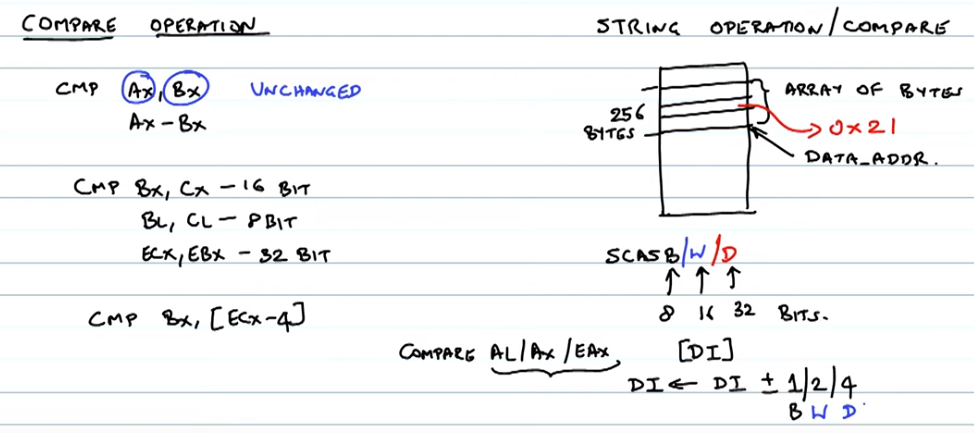 COMPARE OPERATION
CMP AX, BX UNCHANGED
AX - BX
CMP BX, CX - 16 BIT
BL, CL - 8 BIT
ECX, EBX - 32 BIT
CMP BX, [ECX-4]
STRING OPERATION/COMPARE
ARRAY OF BYTES
256
BYTES
0x21
DATA_ADDR.
SCASB/W/D
8 16 32 BITS.
COMPARE AL/AX/EAX, [DI]
DI ← DI ± 1/2/4
B W D